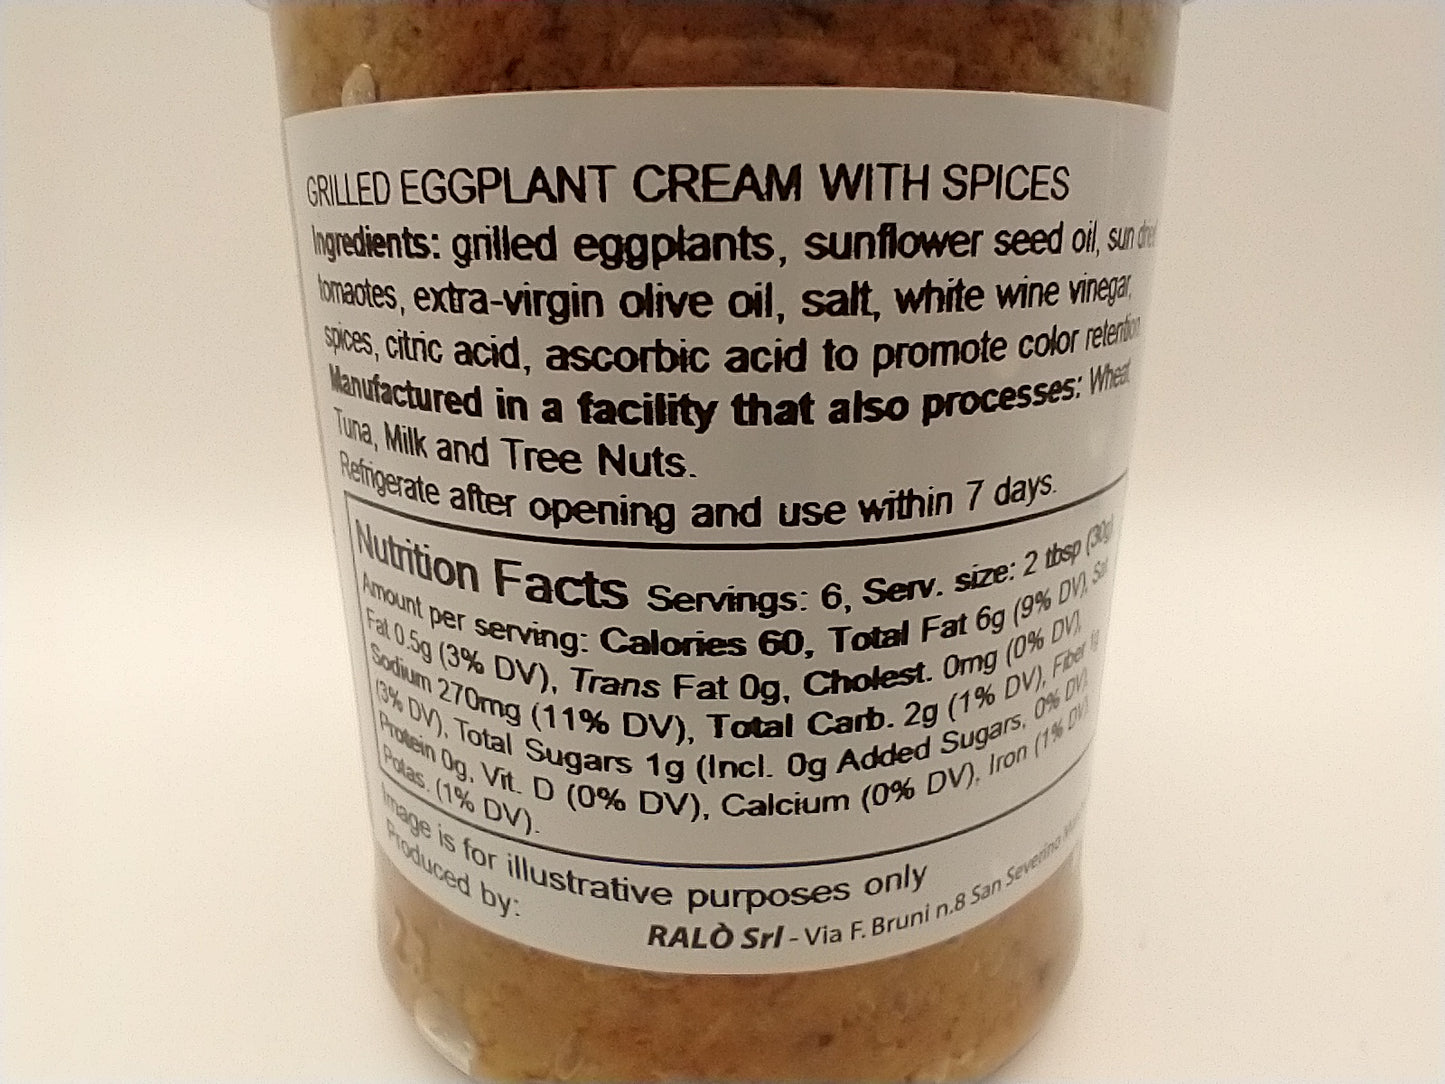 GRILLED EGGPLANT CREAM WITH SPICES
Ingredients: grilled eggplants, sunflower seed oil, sun dried
tomaotes, extra-virgin olive oil, salt, white wine vinegar,
spices, citric acid, ascorbic acid to promote color retention
Manufactured in a facility that also processes: Wheat,
Tuna, Milk and Tree Nuts.
Refrigerate after opening and use within 7 days.
Nutrition Facts Servings: 6, Serv. size: 2 tbsp (30g)
Amount per serving: Calories 60, Total Fat 6g (9% DV), Sat
Fat 0.5g (3% DV), Trans Fat 0g, Cholest. 0mg (0% DV),
Sodium 270mg (11% DV), Total Carb. 2g (1% DV), Fiber 1g
(3% DV), Total Sugars 1g (Incl. 0g Added Sugars, 0% DV),
Protein 0g, Vit. D (0% DV), Calcium (0% DV), Iron (1% DV),
Potas. (1% DV).
Image is for illustrative purposes only
Produced by:
RALÒ Srl - Via F. Bruni n.8 San Severino